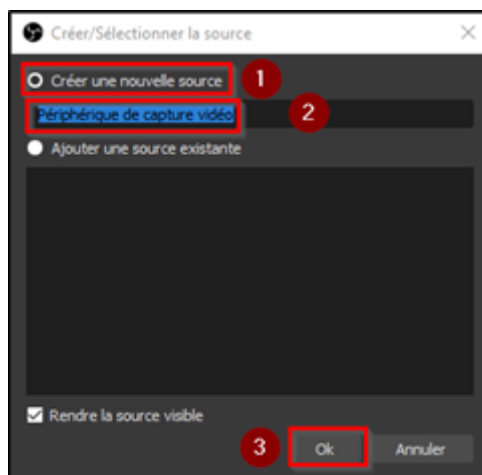 Créer/Sélectionner la source
Créer une nouvelle source 1
Périphérique de capture vidéo 2
Ajouter une source existante
Rendre la source visible
3 Ok Annuler